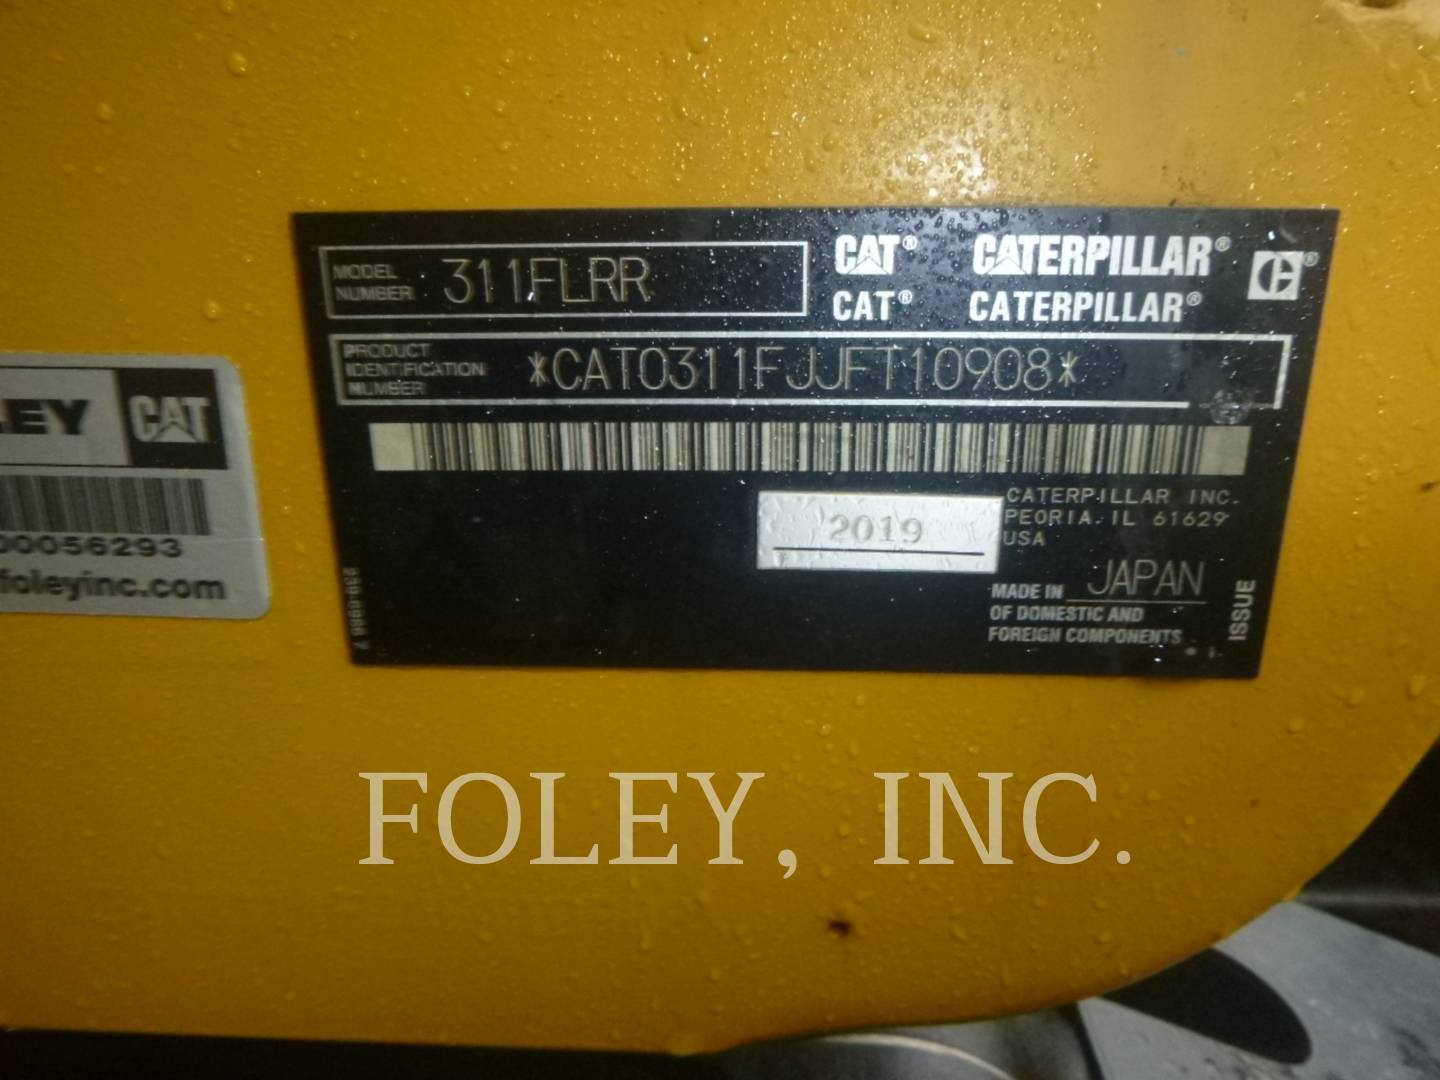 MODEL
NUMBER
311FLRR
CAT® CATERPILLAR®
CAT® CATERPILLAR®
C®
PRODUCT
IDENTIFICATION
NUMBER
*CAT0311FJJFT10908*
2019
CATERPILLAR INC.
PEORIA IL 61629
USA
MADE IN JAPAN
OF DOMESTIC AND
FOREIGN COMPONENTS
ISSUE
LEY CAT
00056293
foleyinc.com
FOLEY, INC.